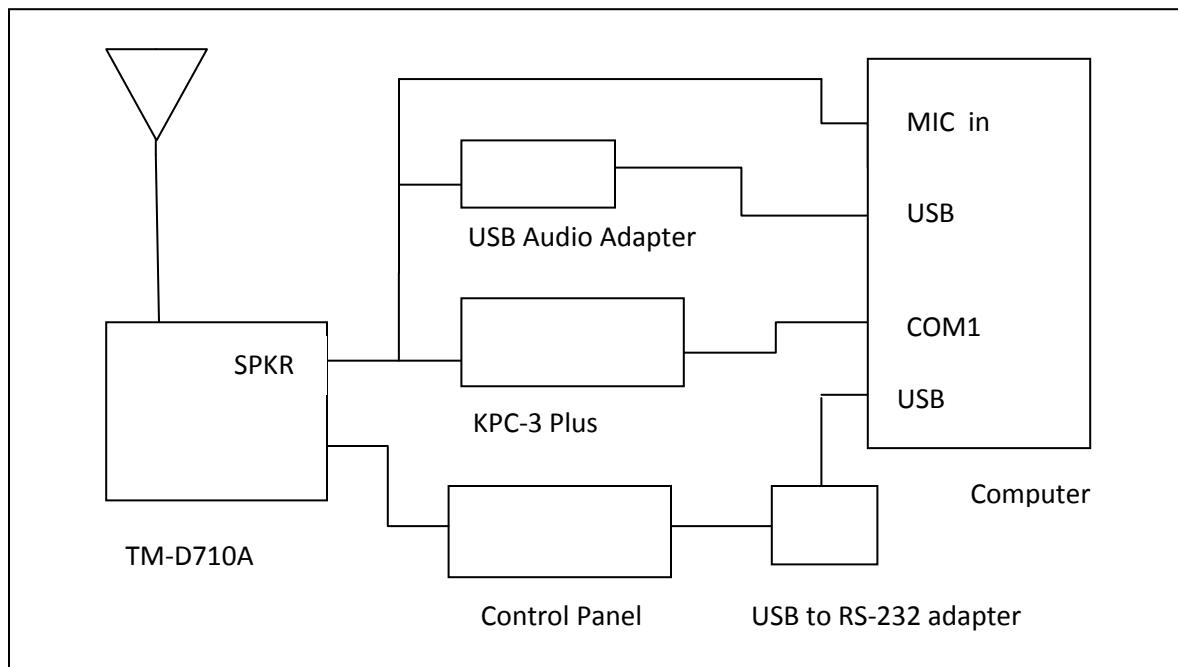 MIC in
USB
USB Audio Adapter
COM1
SPKR
USB
KPC-3 Plus
Computer
TM-D710A
Control Panel
USB to RS-232 adapter